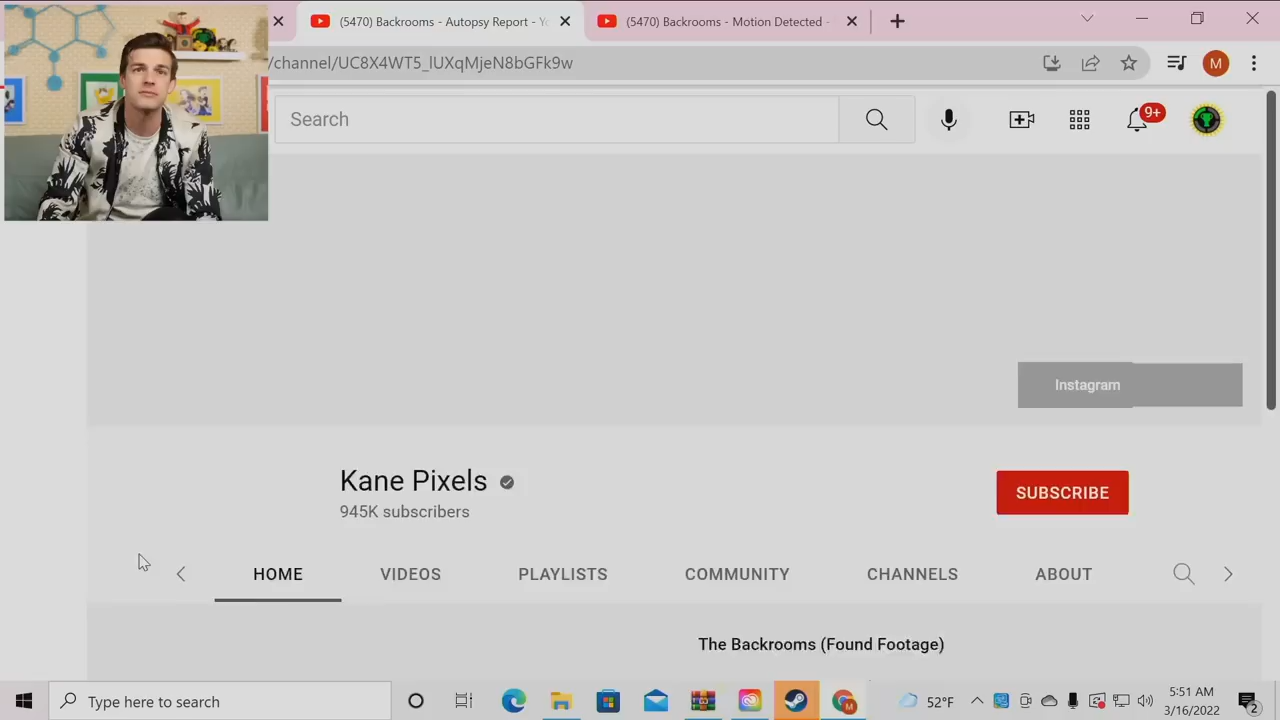 (5470) Backrooms - Autopsy Report - Yo
(5470) Backrooms - Motion Detected -
/channel/UC8X4WT5_lUXqMjeN8bGFk9w
M
Search
9+
Instagram
Kane Pixels
945K subscribers
SUBSCRIBE
HOME VIDEOS PLAYLISTS COMMUNITY CHANNELS ABOUT
The Backrooms (Found Footage)
Type here to search
M
52°F
5:51 AM
3/16/2022
2